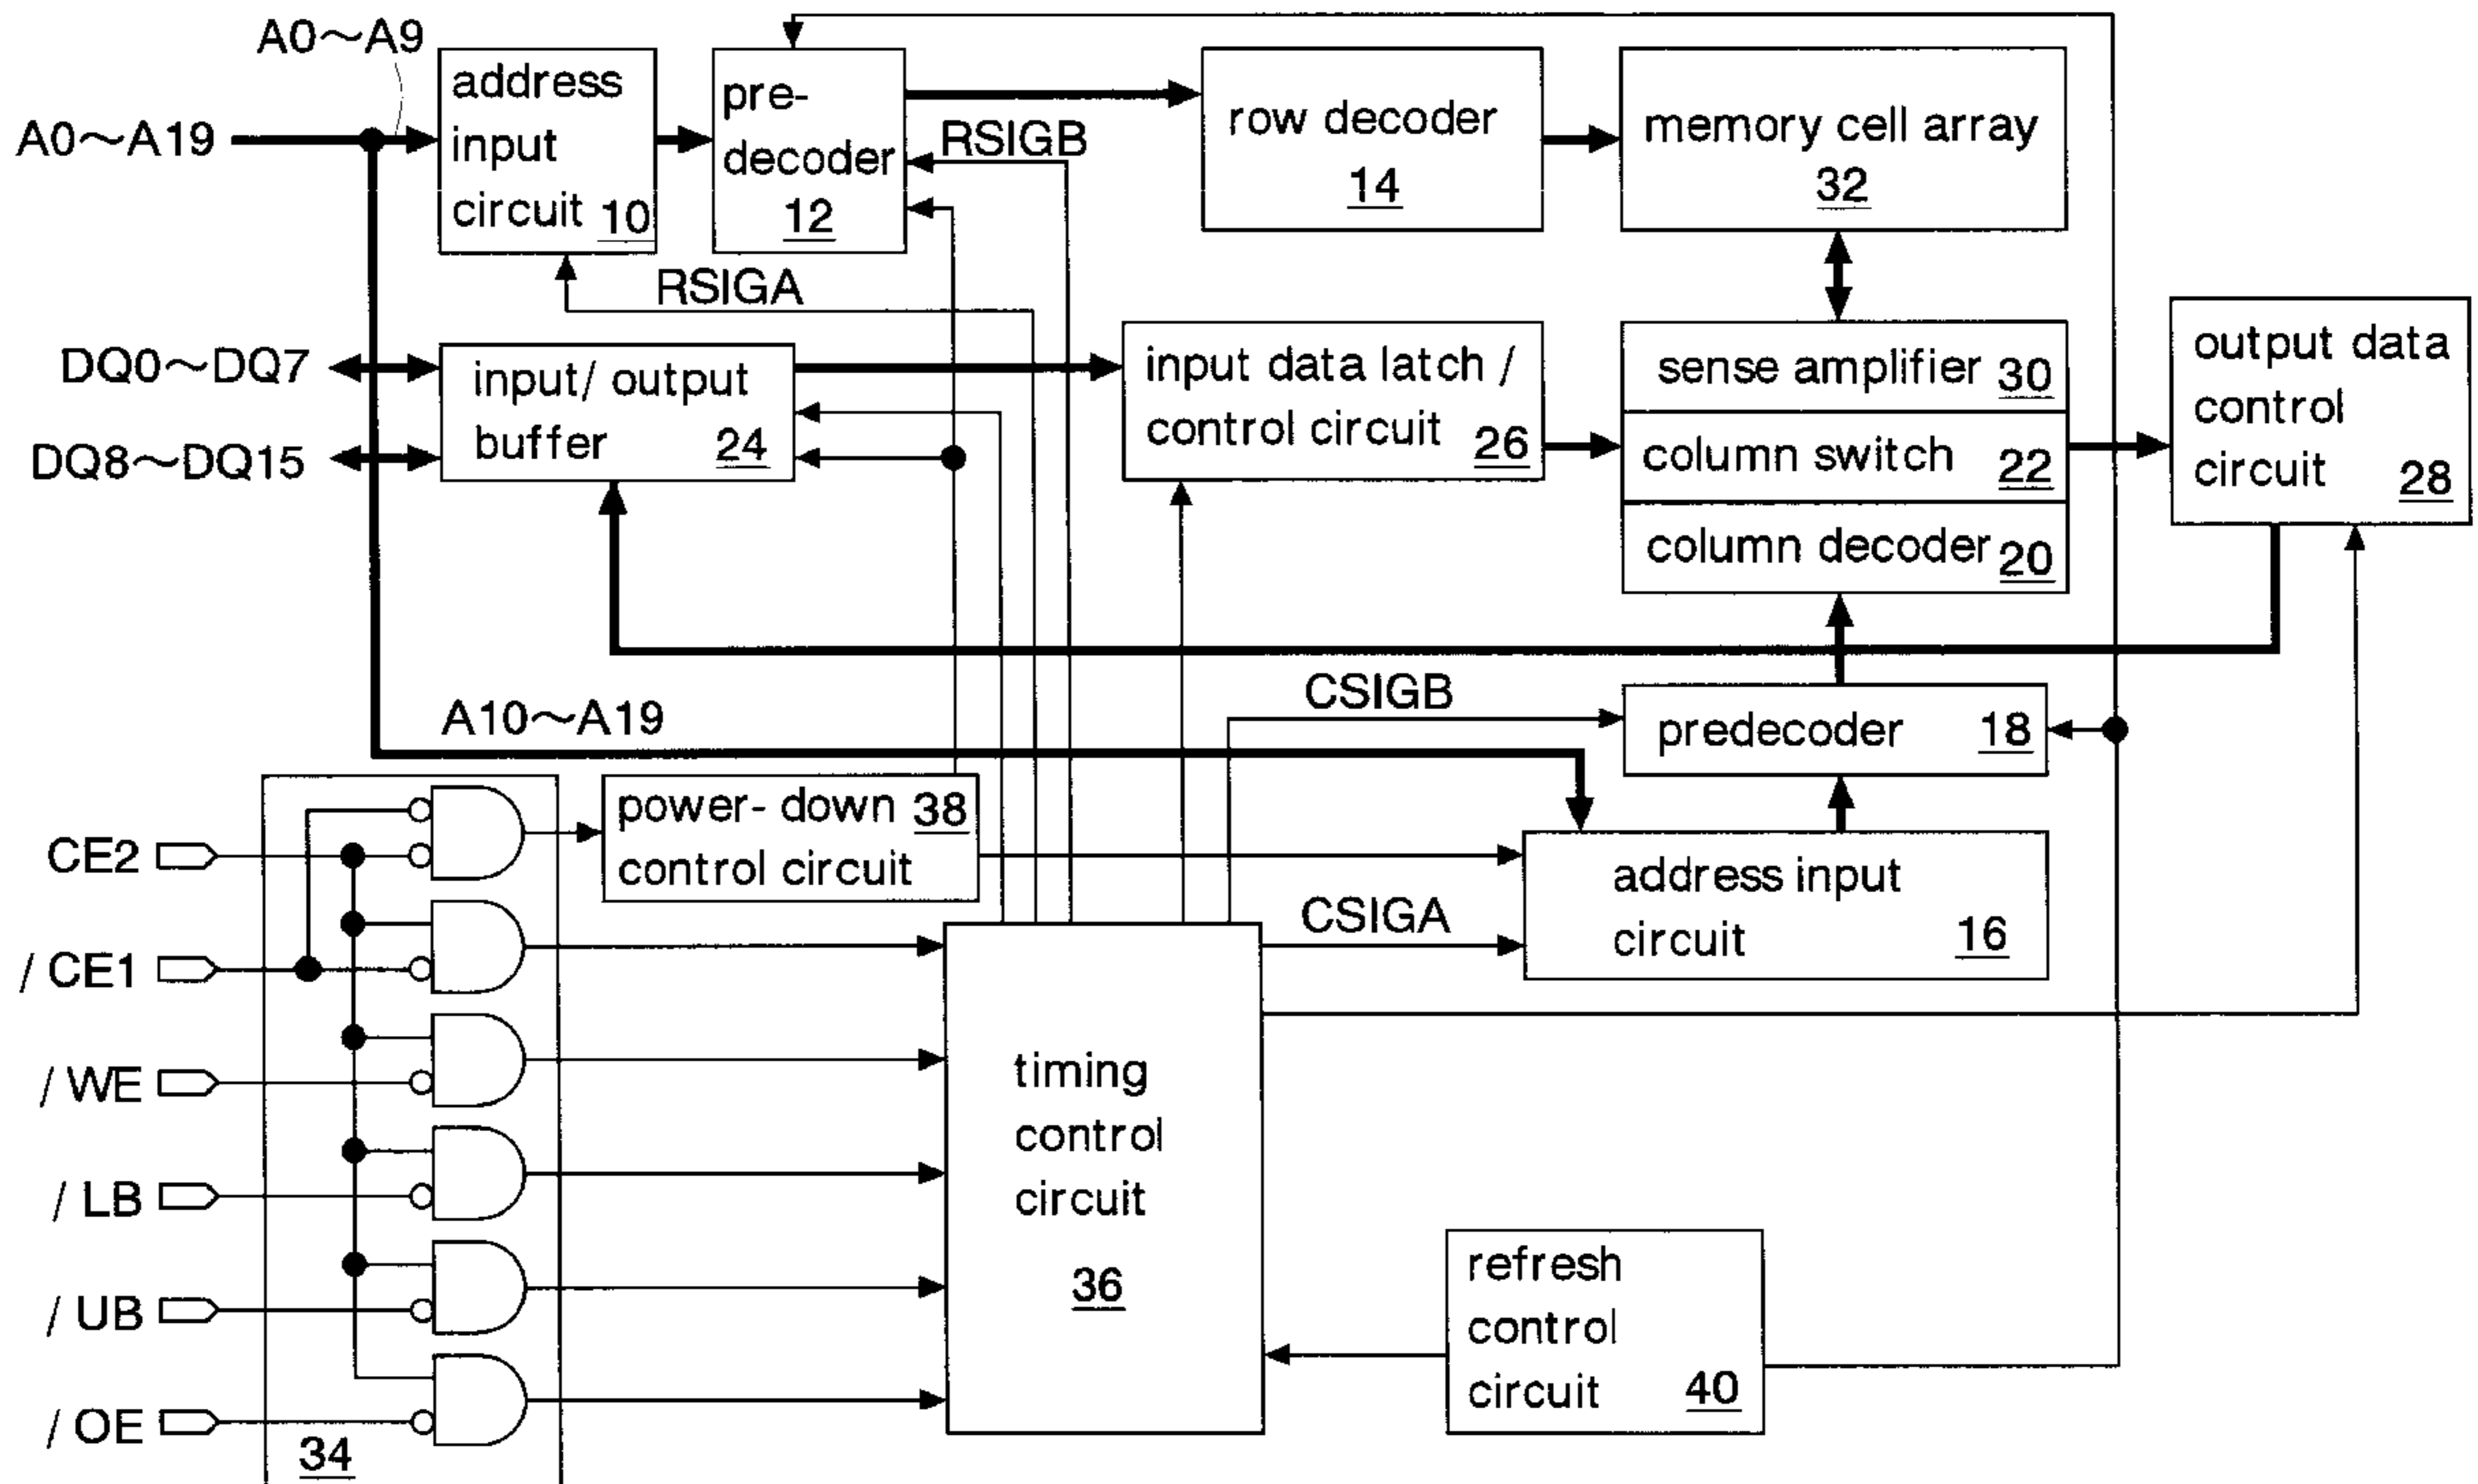 A0～A9
A0～A19
address
input
circuit 10
pre-
decoder
12
RSIGB
row decoder
14
memory cell array
32
RSIGA
DQ0～DQ7
DQ8～DQ15
input/ output
buffer 24
input data latch /
control circuit 26
sense amplifier 30
column switch 22
column decoder 20
output data
control
circuit 28
A10～A19
CSIGB
predecoder 18
power- down 38
control circuit
CSIGA
address input
circuit 16
CE2
/ CE1
/ WE
/ LB
/ UB
/ OE
34
timing
control
circuit
36
refresh
control
circuit 40